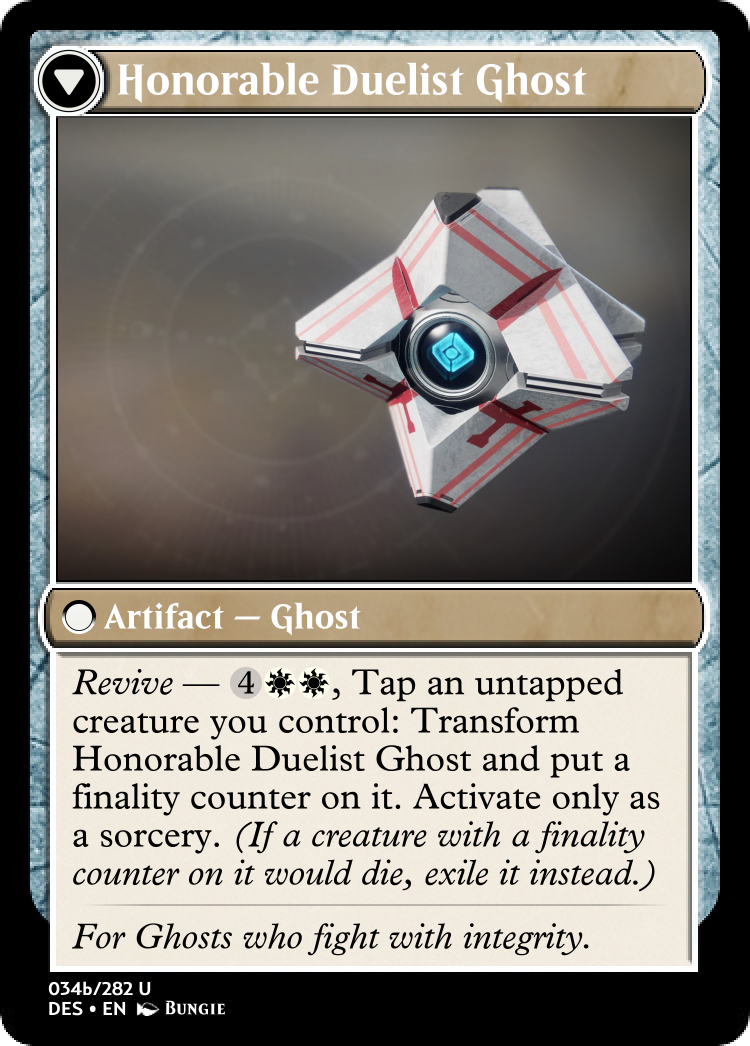 Honorable Duelist Ghost
Artifact — Ghost
Revive — 4, Tap an untapped
creature you control: Transform
Honorable Duelist Ghost and put a
finality counter on it. Activate only as
a sorcery. (If a creature with a finality
counter on it would die, exile it instead.)
For Ghosts who fight with integrity.
034b/282 U
DES • EN Bungie